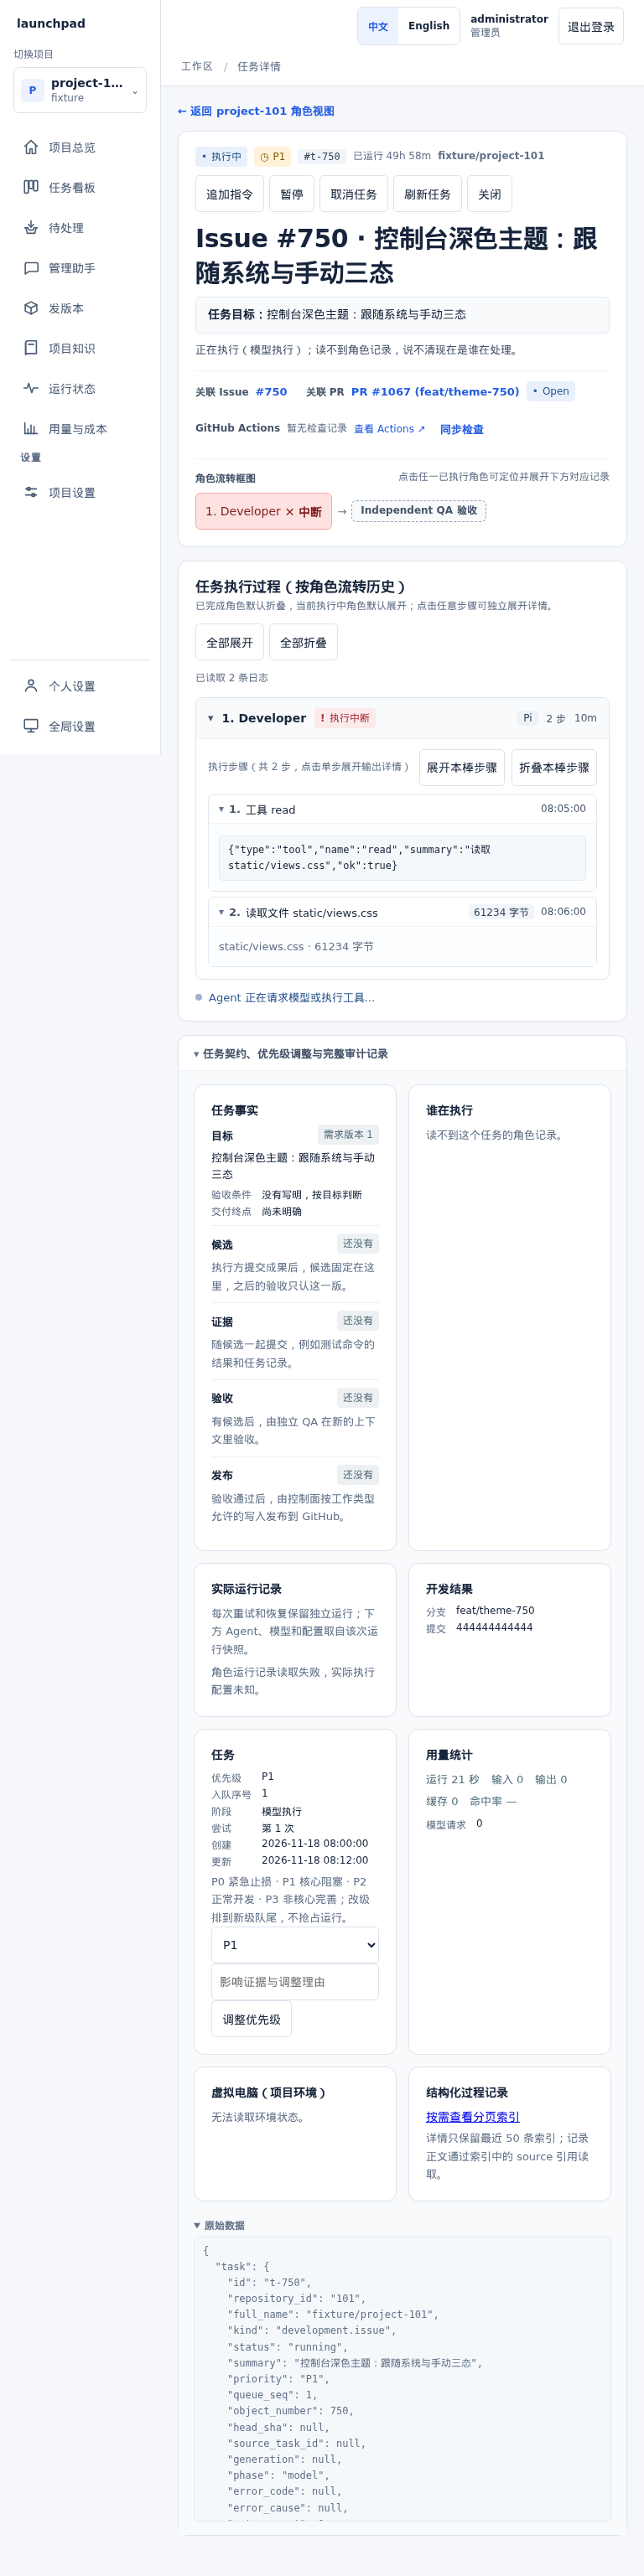 launchpad
切换项目
P
project-1…
fixture
项目总览
任务看板
待处理
管理助手
发版本
项目知识
运行状态
用量与成本
设置
项目设置
个人设置
全局设置
中文
English
administrator
管理员
退出登录
工作区 / 任务详情
← 返回 project-101 角色视图
• 执行中
◷ P1
#t-750
已运行 49h 58m
fixture/project-101
追加指令
暂停
取消任务
刷新任务
关闭
Issue #750 · 控制台深色主题：跟
随系统与手动三态
任务目标：控制台深色主题：跟随系统与手动三态
正在执行（模型执行）；读不到角色记录，说不清现在是谁在处理。
关联 Issue #750 关联 PR PR #1067 (feat/theme-750) • Open
GitHub Actions 暂无检查记录 查看 Actions ↗ 同步检查
角色流转框图
点击任一已执行角色可定位并展开下方对应记录
1. Developer × 中断 → Independent QA 验收
任务执行过程（按角色流转历史）
已完成角色默认折叠，当前执行中角色默认展开；点击任意步骤可独立展开详情。
全部展开
全部折叠
已读取 2 条日志
▾ 1. Developer ! 执行中断 Pi 2 步 10m
执行步骤（共 2 步，点击单步展开输出详情）
展开本棒步骤
折叠本棒步骤
▾ 1. 工具 read 08:05:00
{"type":"tool","name":"read","summary":"读取
static/views.css","ok":true}
▾ 2. 读取文件 static/views.css 61234 字节 08:06:00
static/views.css · 61234 字节
Agent 正在请求模型或执行工具…
▾ 任务契约、优先级调整与完整审计记录
任务事实
目标 需求版本 1
控制台深色主题：跟随系统与手动
三态
验收条件 没有写明，按目标判断
交付终点 尚未明确
候选 还没有
执行方提交成果后，候选固定在这
里，之后的验收只认这一版。
证据 还没有
随候选一起提交，例如测试命令的
结果和任务记录。
验收 还没有
有候选后，由独立 QA 在新的上下
文里验收。
发布 还没有
验收通过后，由控制面按工作类型
允许的写入发布到 GitHub。
谁在执行
读不到这个任务的角色记录。
实际运行记录
每次重试和恢复保留独立运行；下
方 Agent、模型和配置取自该次运
行快照。
角色运行记录读取失败，实际执行
配置未知。
开发结果
分支 feat/theme-750
提交 444444444444
任务
优先级 P1
入队序号 1
阶段 模型执行
尝试 第 1 次
创建 2026-11-18 08:00:00
更新 2026-11-18 08:12:00
P0 紧急止损 · P1 核心阻塞 · P2
正常开发 · P3 非核心完善；改级
排到新级队尾，不抢占运行。
P1
影响证据与调整理由
调整优先级
用量统计
运行 21 秒 输入 0 输出 0
缓存 0 命中率 —
模型请求 0
虚拟电脑（项目环境）
无法读取环境状态。
结构化过程记录
按需查看分页索引
详情只保留最近 50 条索引；记录
正文通过索引中的 source 引用读
取。
▼ 原始数据
{
"task": {
"id": "t-750",
"repository_id": "101",
"full_name": "fixture/project-101",
"kind": "development.issue",
"status": "running",
"summary": "控制台深色主题：跟随系统与手动三态",
"priority": "P1",
"queue_seq": 1,
"object_number": 750,
"head_sha": null,
"source_task_id": null,
"generation": null,
"phase": "model",
"error_code": null,
"error_cause": null,